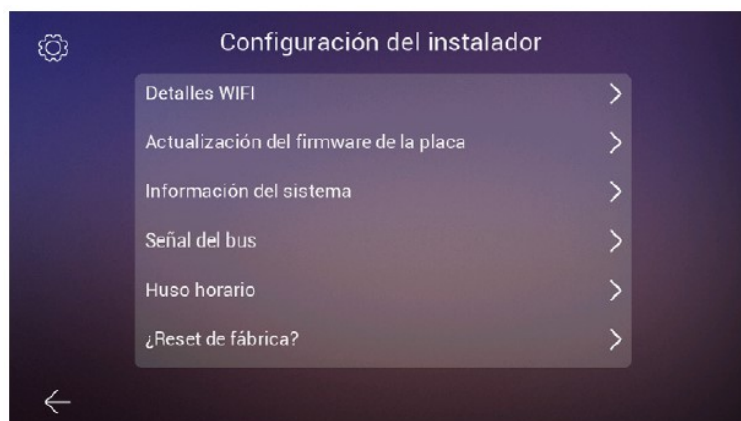 Configuración del instalador
Detalles WIFI
Actualización del firmware de la placa
Información del sistema
Señal del bus
Huso horario
¿Reset de fábrica?